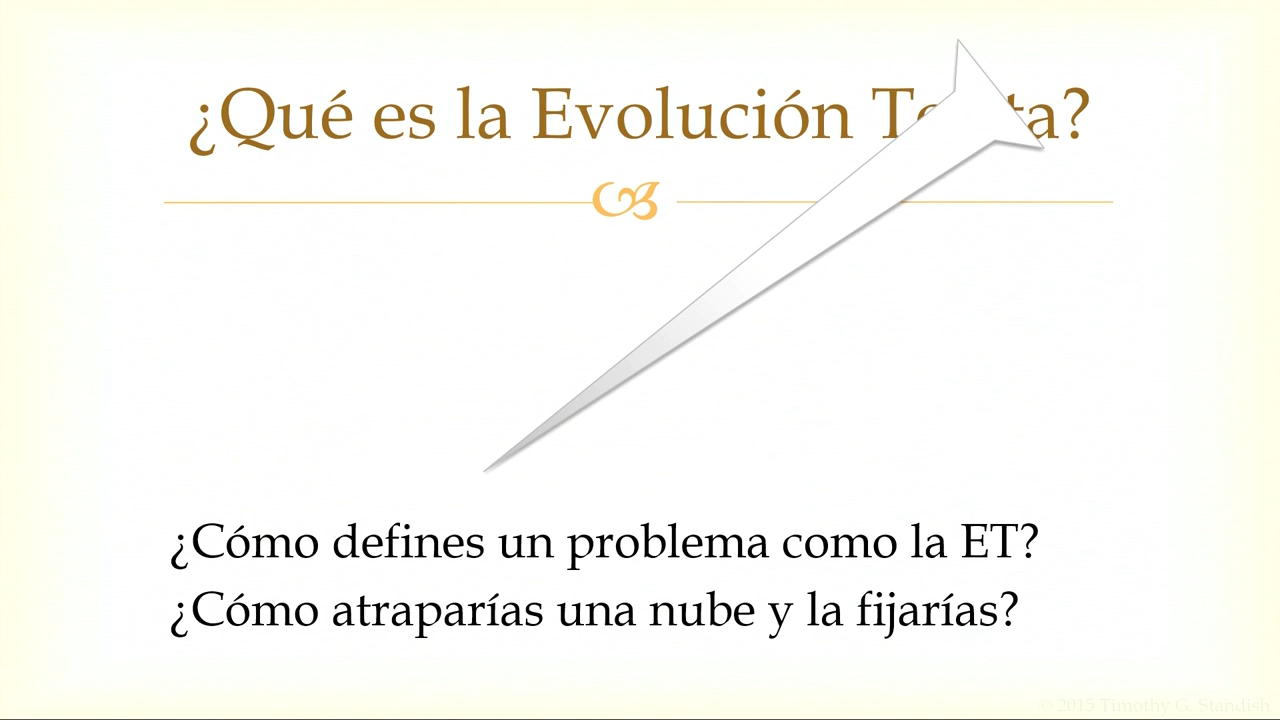 ¿Qué es la Evolución
¿Cómo defines un problema como la ET?
¿Cómo atraparías una nube y la fijarías?
© 2015 Timothy G. Standish